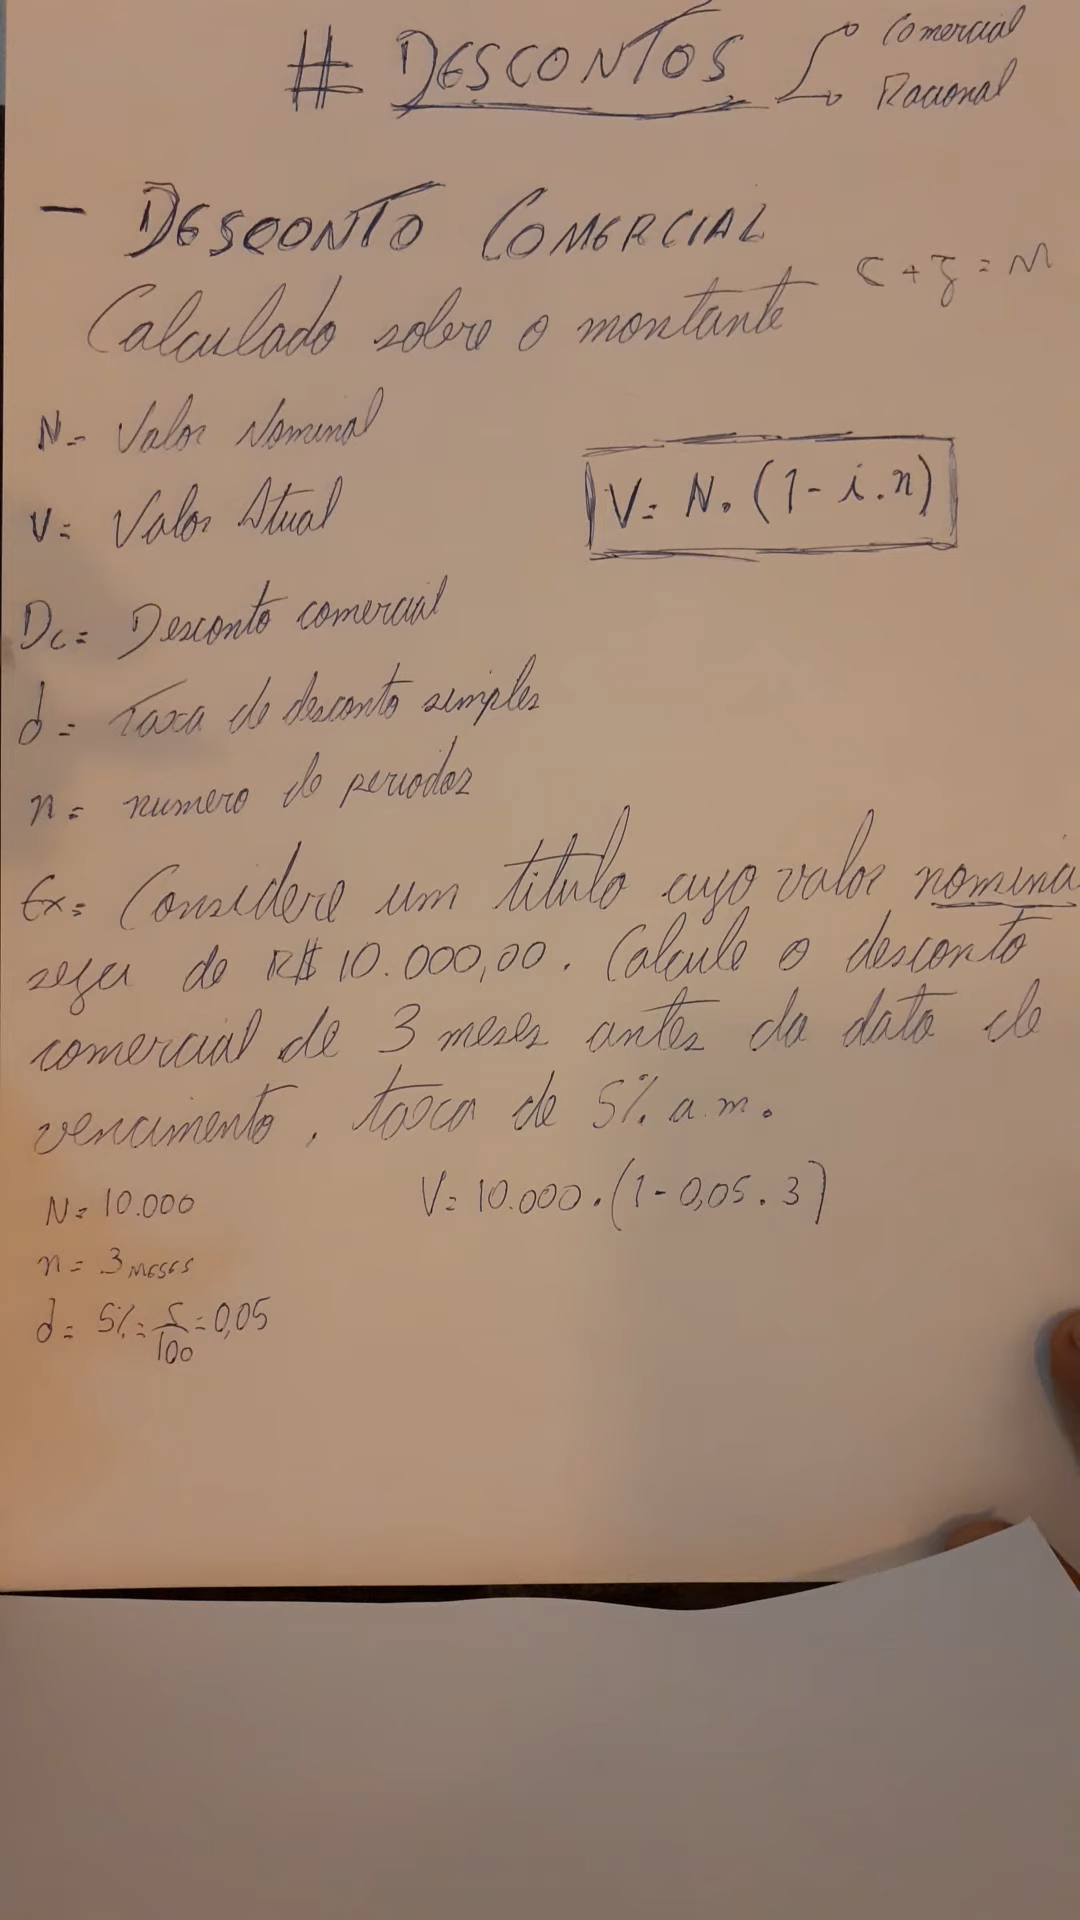 # DESCONTOS
Comercial
Racional
- DESCONTO COMERCIAL
C + J = M
Calculado sobre o montante
N= Valor Nominal
V= Valor Atual
V= N. (1- i.n)
Dc= Desconto comercial
d= Taxa de desconto simples
n= numero de periodos
Ex= Considere um titulo cujo valor nomina
seja de R$ 10.000,00. Calcule o desconto
comercial de 3 meses antes da data de
vencimento, taxa de 5% a.m.
N= 10.000
V= 10.000.(1-0,05.3)
n= 3 MESES
d= 5%= 5/100 = 0,05